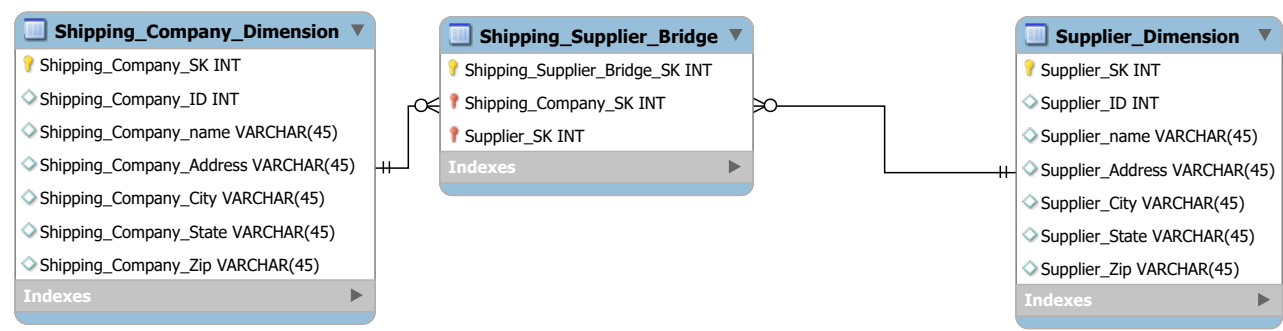 Shipping_Company_Dimension
Shipping_Company_SK INT
Shipping_Company_ID INT
Shipping_Company_name VARCHAR(45)
Shipping_Company_Address VARCHAR(45)
Shipping_Company_City VARCHAR(45)
Shipping_Company_State VARCHAR(45)
Shipping_Company_Zip VARCHAR(45)
Indexes
Shipping_Supplier_Bridge
Shipping_Supplier_Bridge_SK INT
Shipping_Company_SK INT
Supplier_SK INT
Indexes
Supplier_Dimension
Supplier_SK INT
Supplier_ID INT
Supplier_name VARCHAR(45)
Supplier_Address VARCHAR(45)
Supplier_City VARCHAR(45)
Supplier_State VARCHAR(45)
Supplier_Zip VARCHAR(45)
Indexes